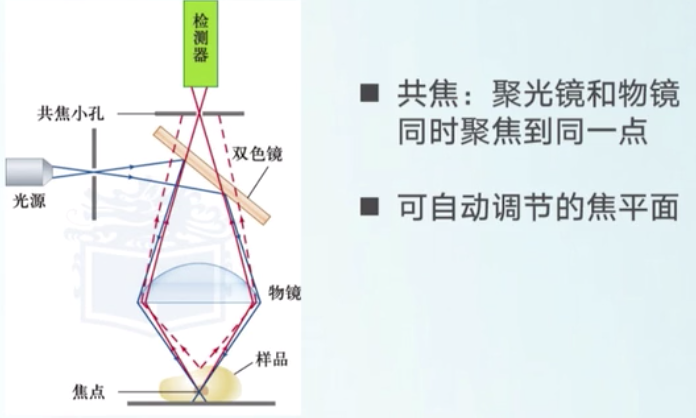 检测器
共焦小孔
双色镜
光源
物镜
样品
焦点
■ 共焦：聚光镜和物镜
同时聚焦到同一点
■ 可自动调节的焦平面